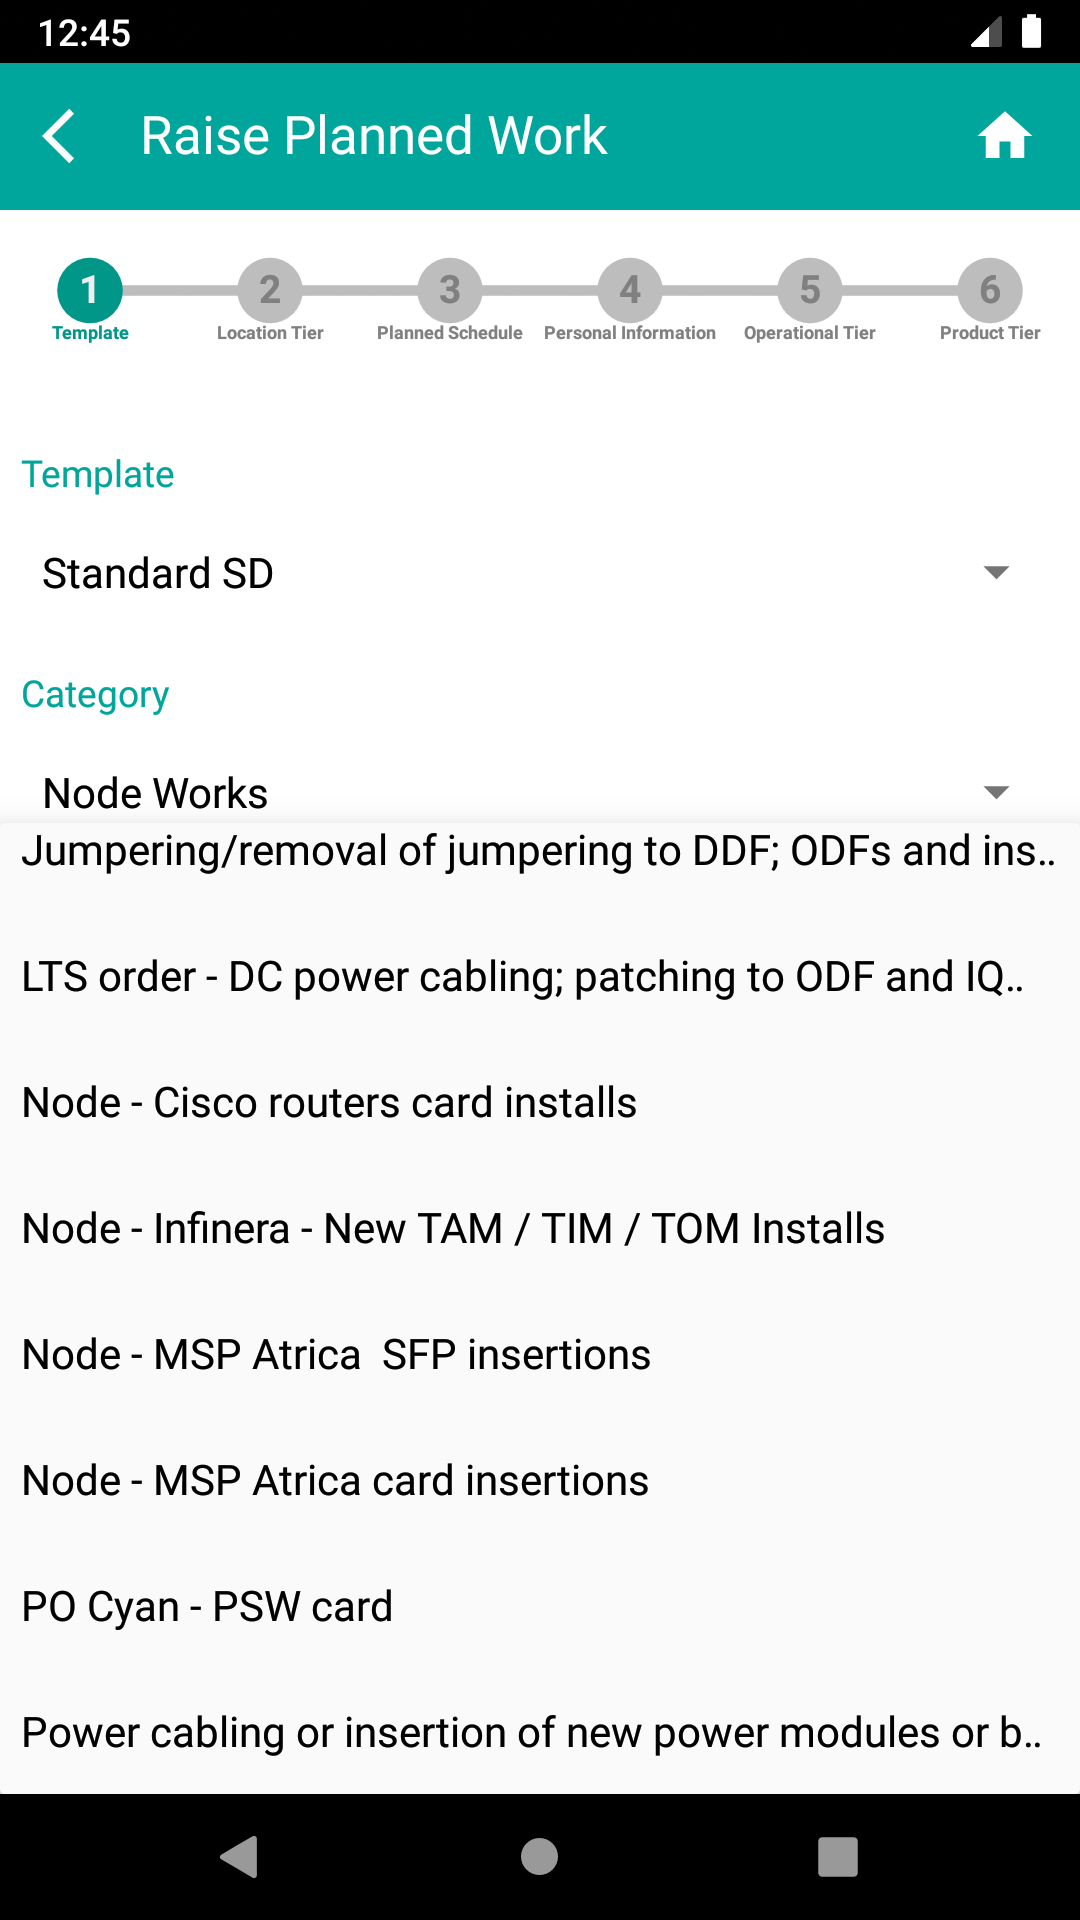 12:45
Raise Planned Work
1 2 3 4 5 6
Template Location Tier Planned Schedule Personal Information Operational Tier Product Tier
Template
Standard SD
Category
Node Works
Jumpering/removal of jumpering to DDF; ODFs and ins..
LTS order - DC power cabling; patching to ODF and IQ..
Node - Cisco routers card installs
Node - Infinera - New TAM / TIM / TOM Installs
Node - MSP Atrica  SFP insertions
Node - MSP Atrica card insertions
PO Cyan - PSW card
Power cabling or insertion of new power modules or b..